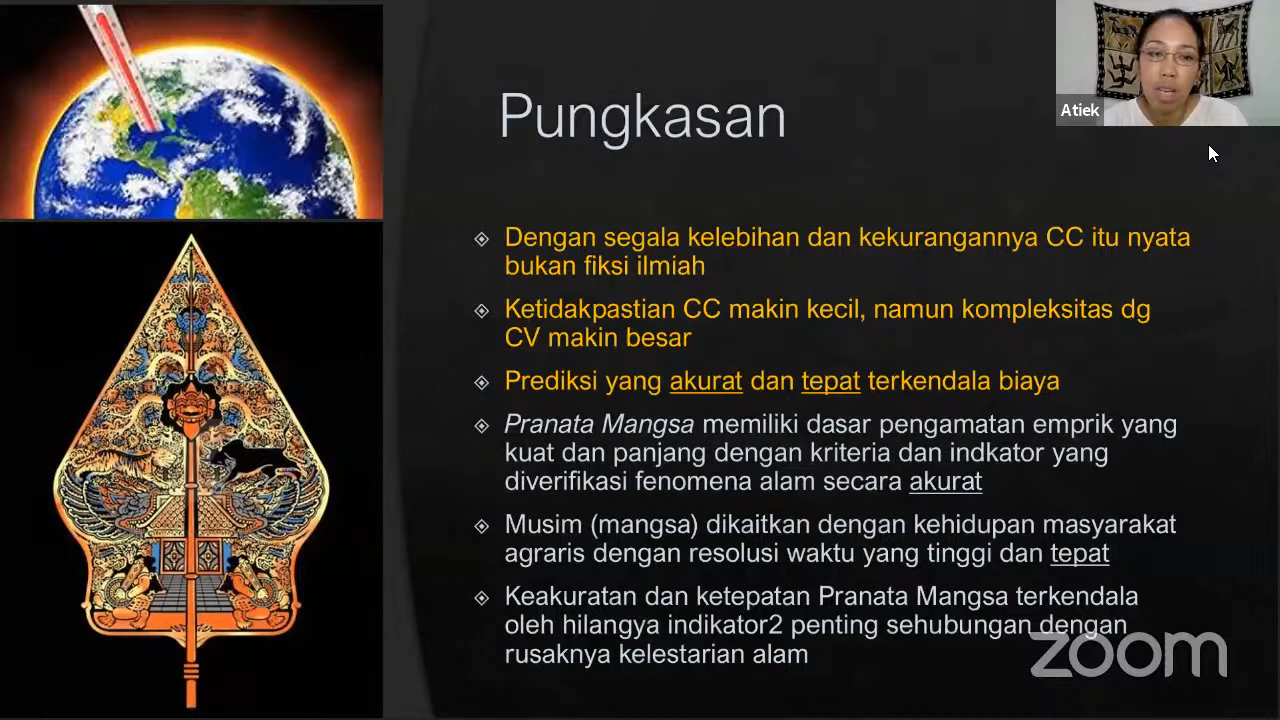 Atiek
Pungkasan
Dengan segala kelebihan dan kekurangannya CC itu nyata
bukan fiksi ilmiah
Ketidakpastian CC makin kecil, namun kompleksitas dg
CV makin besar
Prediksi yang akurat dan tepat terkendala biaya
Pranata Mangsa memiliki dasar pengamatan emprik yang
kuat dan panjang dengan kriteria dan indkator yang
diverifikasi fenomena alam secara akurat
Musim (mangsa) dikaitkan dengan kehidupan masyarakat
agraris dengan resolusi waktu yang tinggi dan tepat
Keakuratan dan ketepatan Pranata Mangsa terkendala
oleh hilangya indikator2 penting sehubungan dengan
rusaknya kelestarian alam
zoom